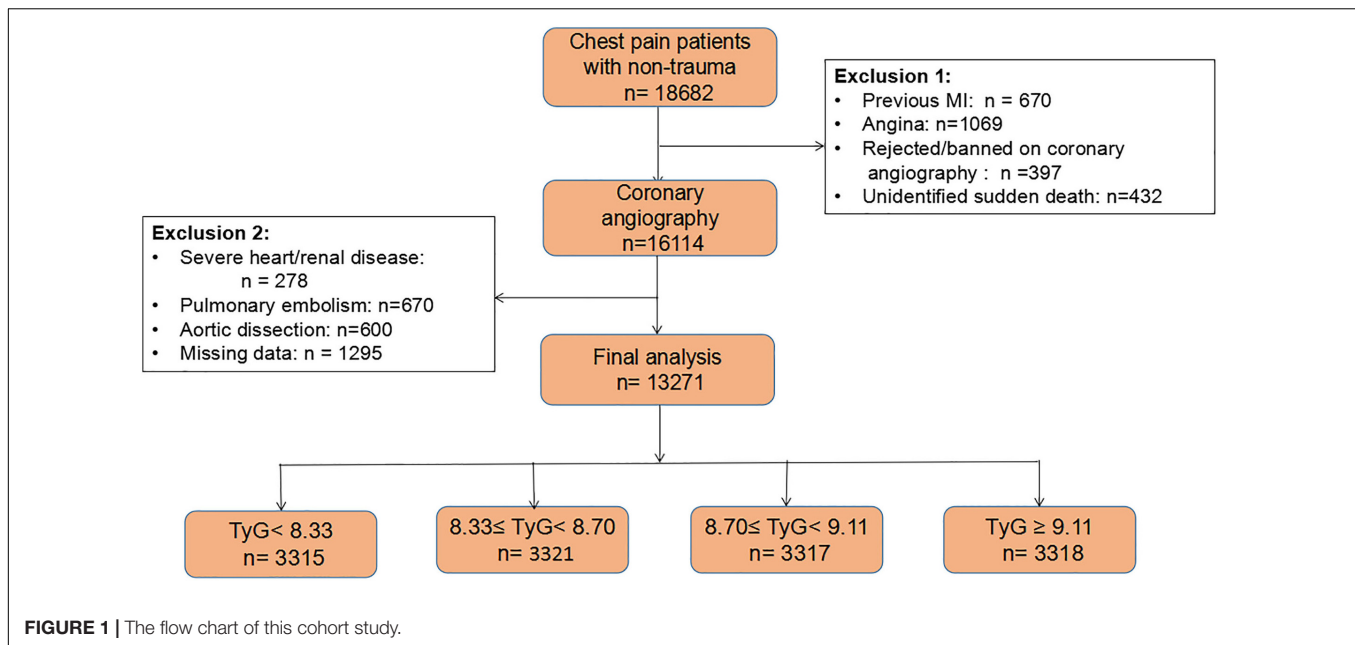 Chest pain patients
with non-trauma
n= 18682
Exclusion 1:
• Previous MI: n = 670
• Angina: n=1069
• Rejected/banned on coronary
angiography : n =397
• Unidentified sudden death: n=432
Coronary
angiography
n=16114
Exclusion 2:
• Severe heart/renal disease:
n = 278
• Pulmonary embolism: n=670
• Aortic dissection: n=600
• Missing data: n = 1295
Final analysis
n= 13271
TyG< 8.33
n= 3315
8.33≤ TyG< 8.70
n= 3321
8.70≤ TyG< 9.11
n= 3317
TyG ≥ 9.11
n= 3318
FIGURE 1 | The flow chart of this cohort study.